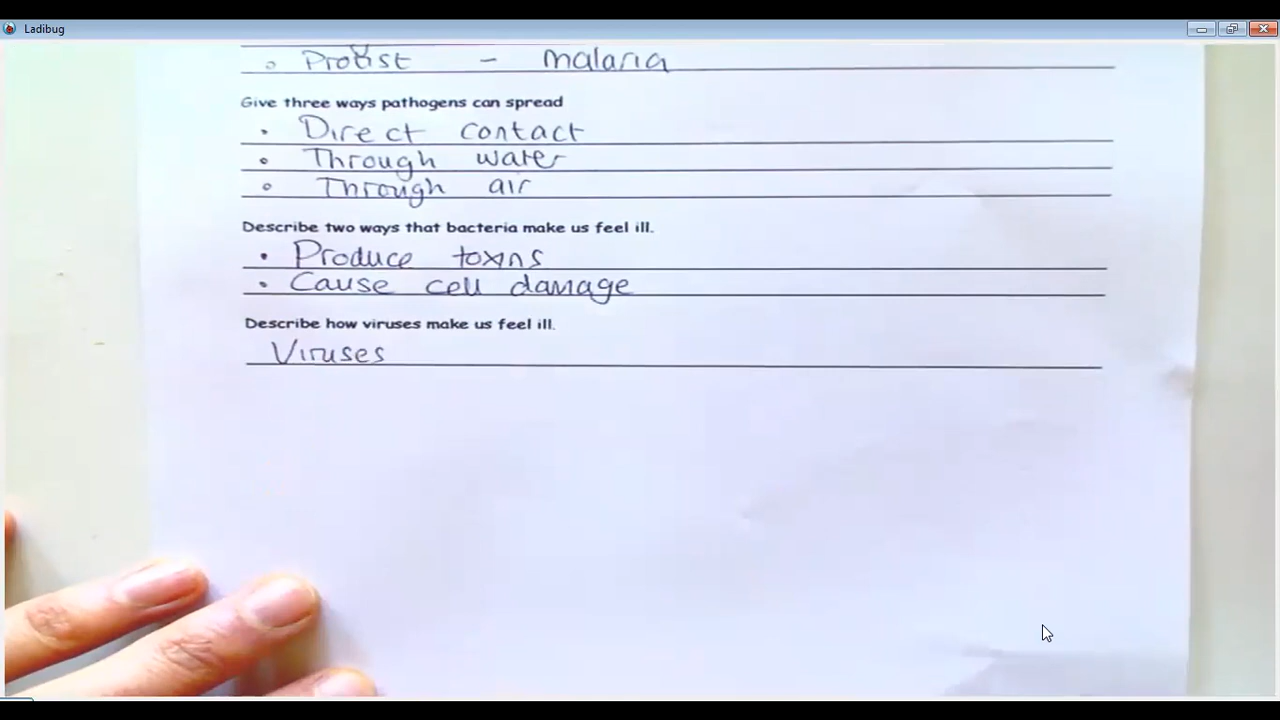 Ladibug
○ Protist - malaria
Give three ways pathogens can spread
• Direct contact
• Through water
• Through air
Describe two ways that bacteria make us feel ill.
• Produce toxins
• Cause cell damage
Describe how viruses make us feel ill.
Viruses